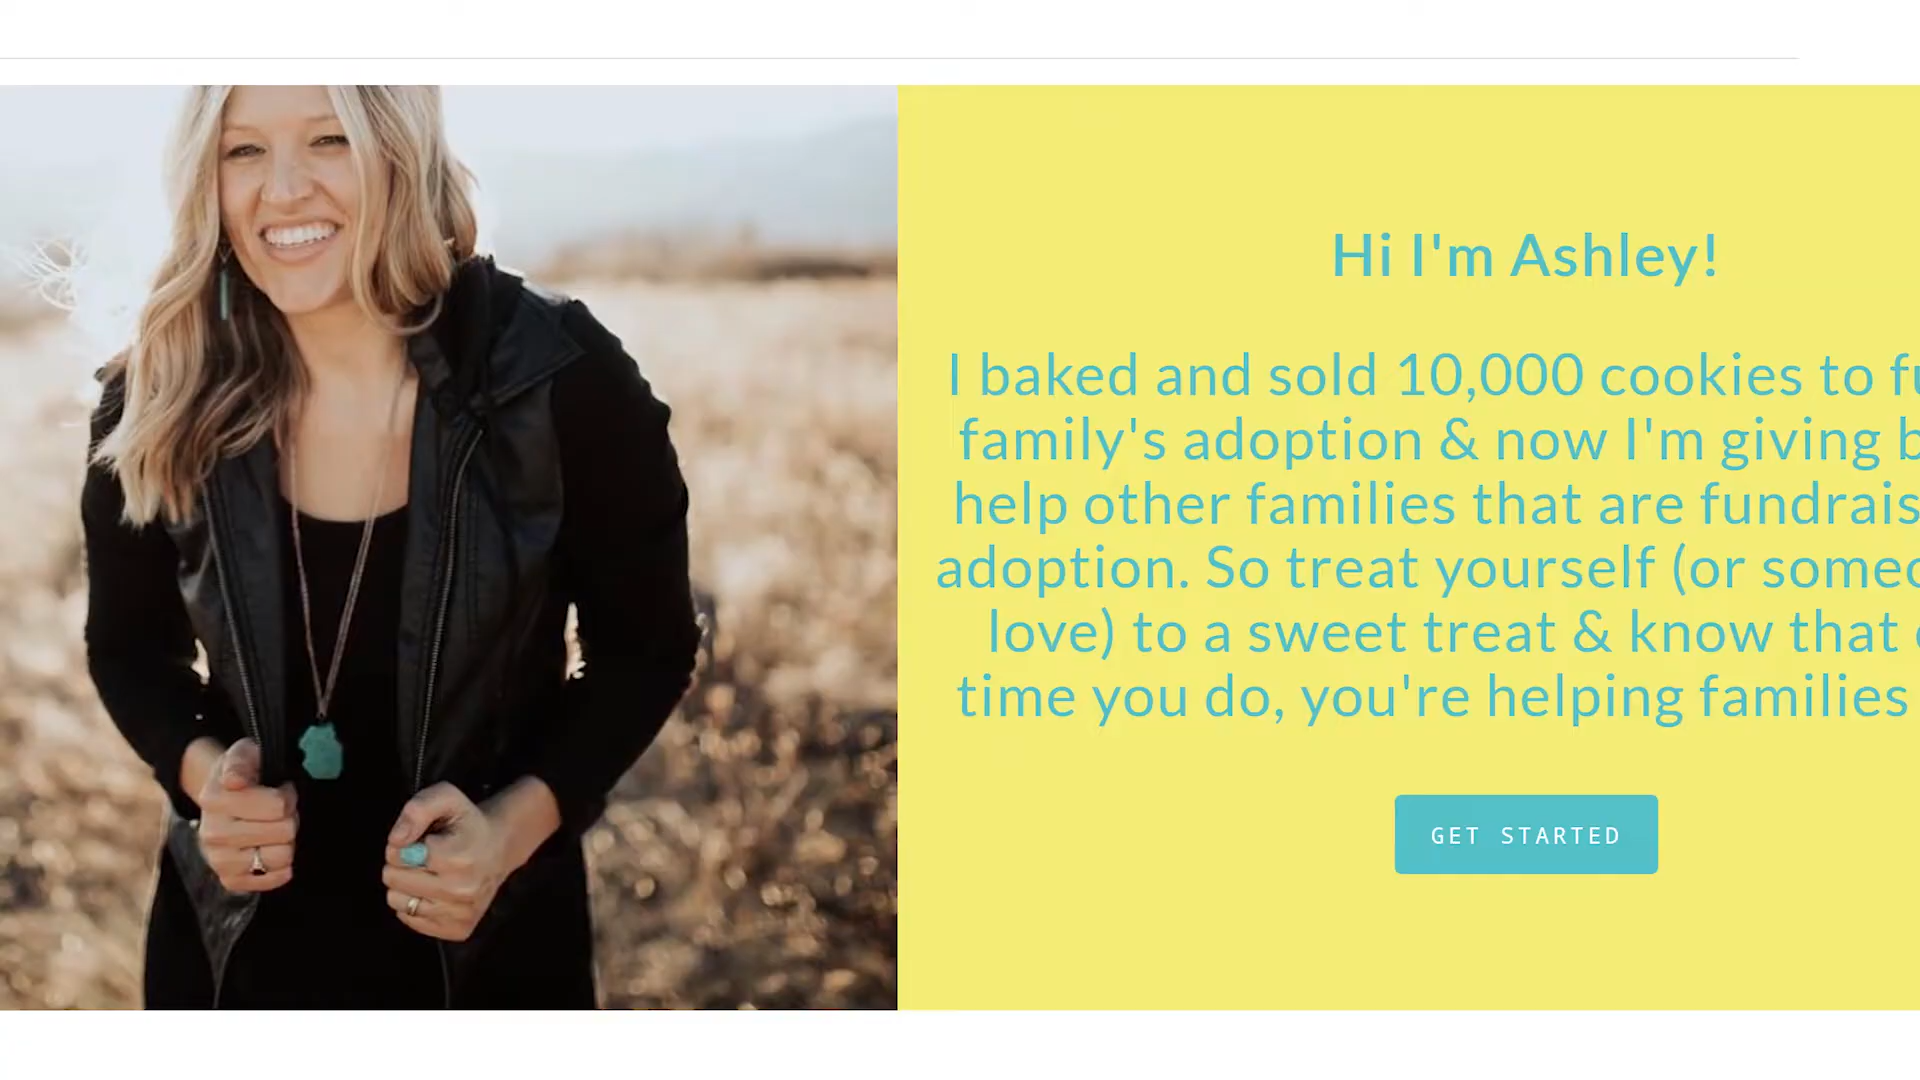 Hi I'm Ashley!
I baked and sold 10,000 cookies to
family's adoption & now I'm giving
help other families that are
adoption. So treat yourself (or
love) to a sweet treat & know that
time you do, you're helping families
GET STARTED